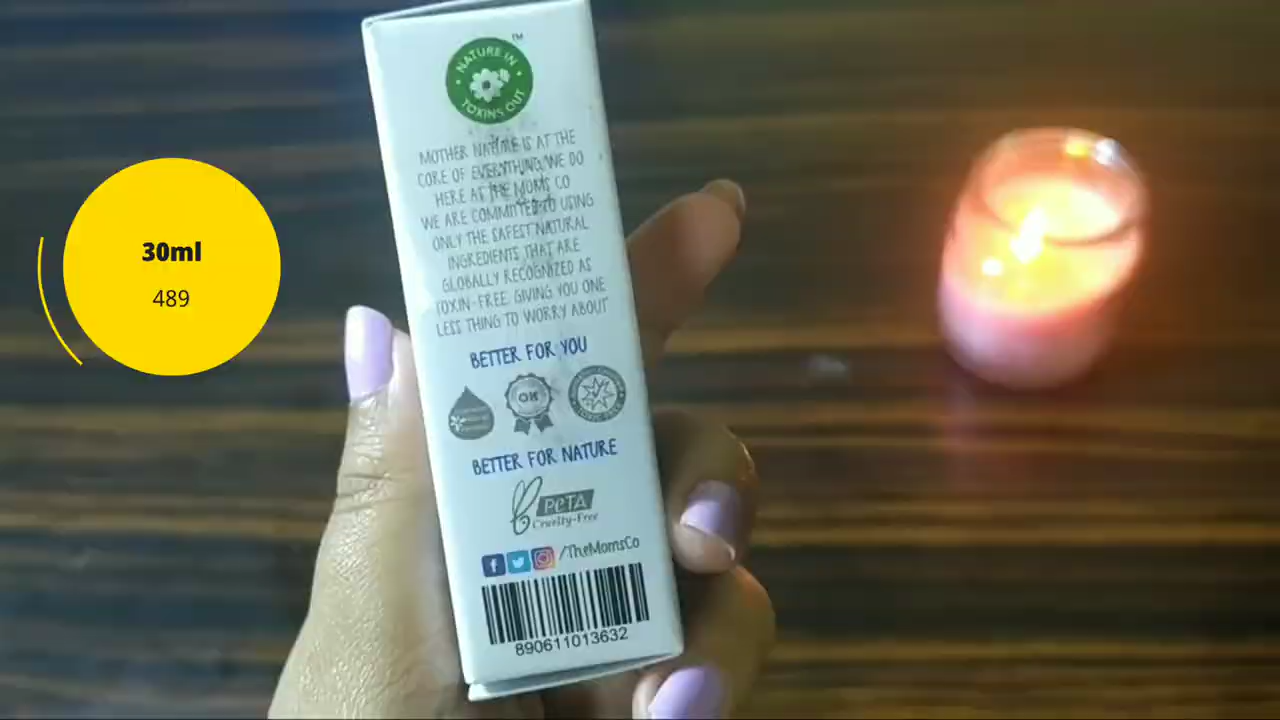 30ml
489
NATURE IN
TOXINS OUT
TM
MOTHER NATURE IS AT THE
CORE OF EVERYTHING WE DO
HERE AT THE MOMS CO
WE ARE COMMITTED TO USING
ONLY THE SAFEST NATURAL
INGREDIENTS THAT ARE
GLOBALLY RECOGNIZED AS
TOXIN-FREE. GIVING YOU ONE
LESS THING TO WORRY ABOUT
BETTER FOR YOU
OK
BETTER FOR NATURE
PETA
Cruelty-Free
/TheMomsCo
890611013632